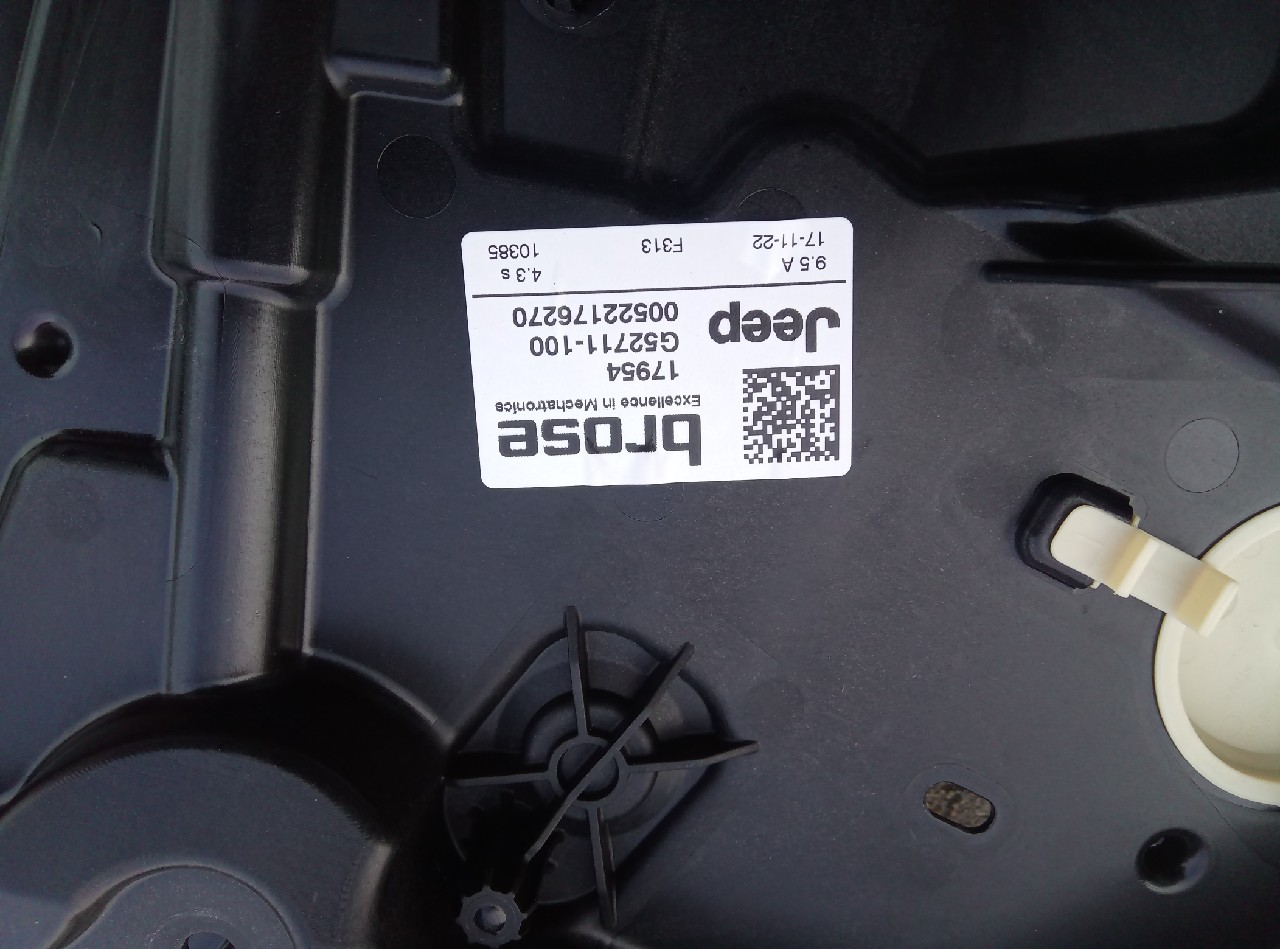 brose
Excellence in Mechatronics
17954
G52711-100
Jeep
00522176270
9.5 A 4.3 s
17-11-22 F313 10385